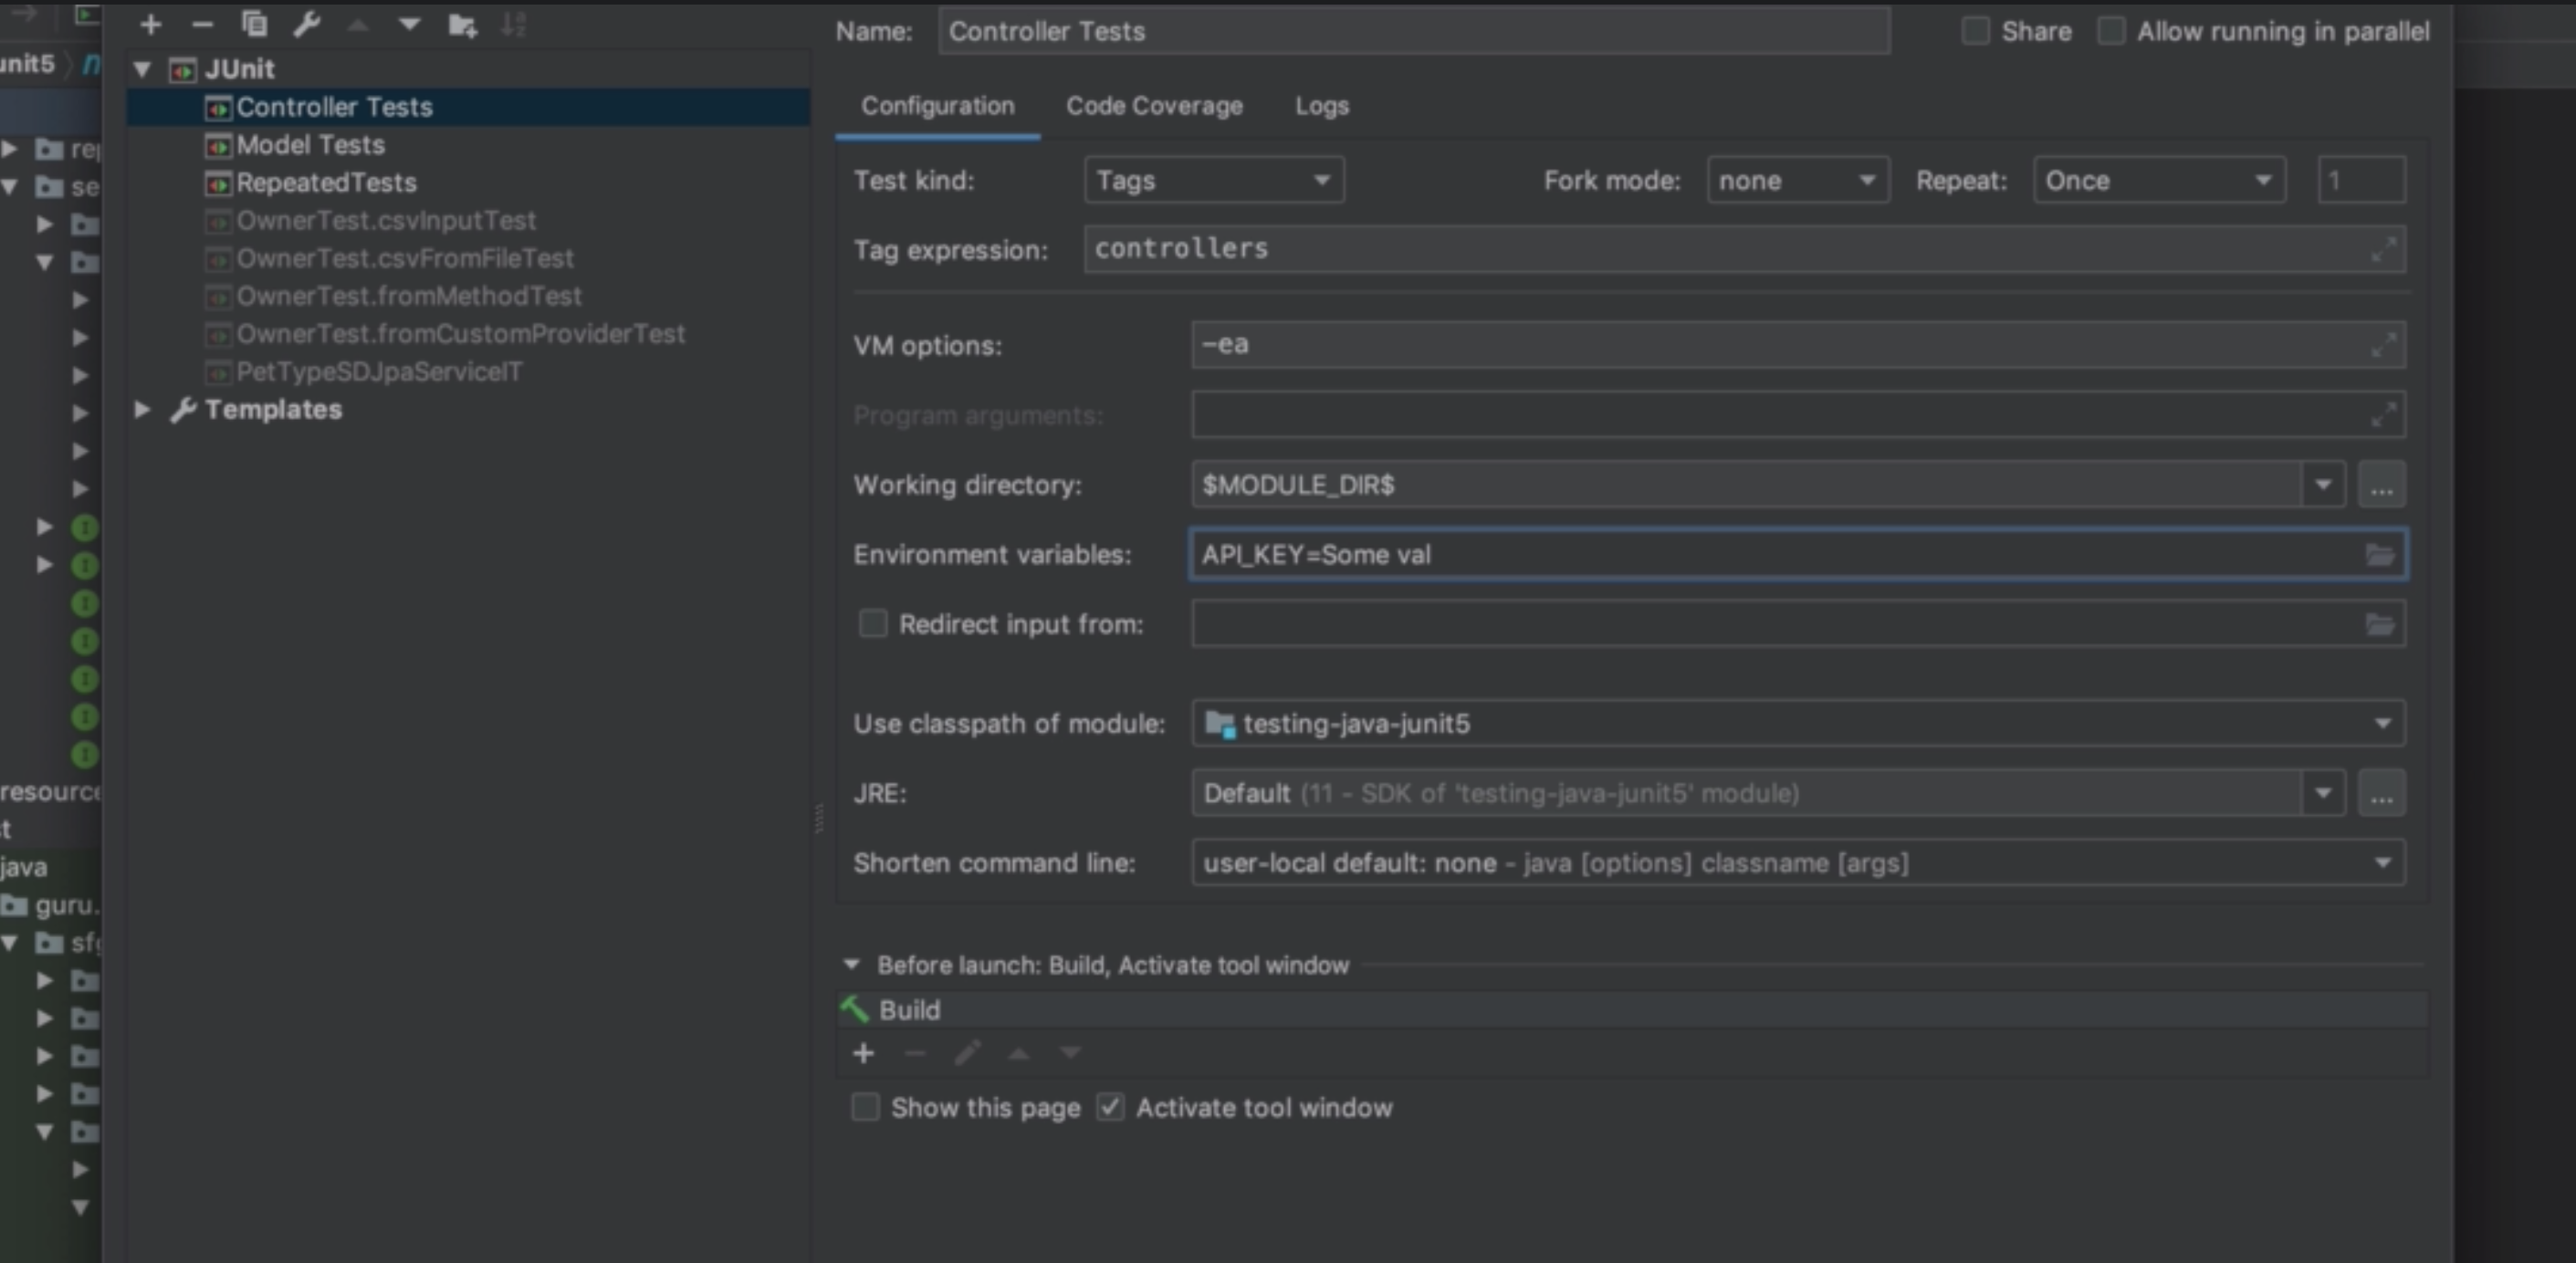 unit5
JUnit
Controller Tests
Model Tests
RepeatedTests
OwnerTest.csvInputTest
OwnerTest.csvFromFileTest
OwnerTest.fromMethodTest
OwnerTest.fromCustomProviderTest
PetTypeSDJpaServiceIT
Templates
se
resource
st
java
guru.
Name: Controller Tests
Share Allow running in parallel
Configuration Code Coverage Logs
Test kind: Tags Fork mode: none Repeat: Once 1
Tag expression: controllers
VM options: -ea
Program arguments:
Working directory: $MODULE_DIR$ ...
Environment variables: API_KEY=Some val
Redirect input from:
Use classpath of module: testing-java-junit5
JRE: Default (11 - SDK of 'testing-java-junit5' module) ...
Shorten command line: user-local default: none - java [options] classname [args]
Before launch: Build, Activate tool window
Build
Show this page Activate tool window